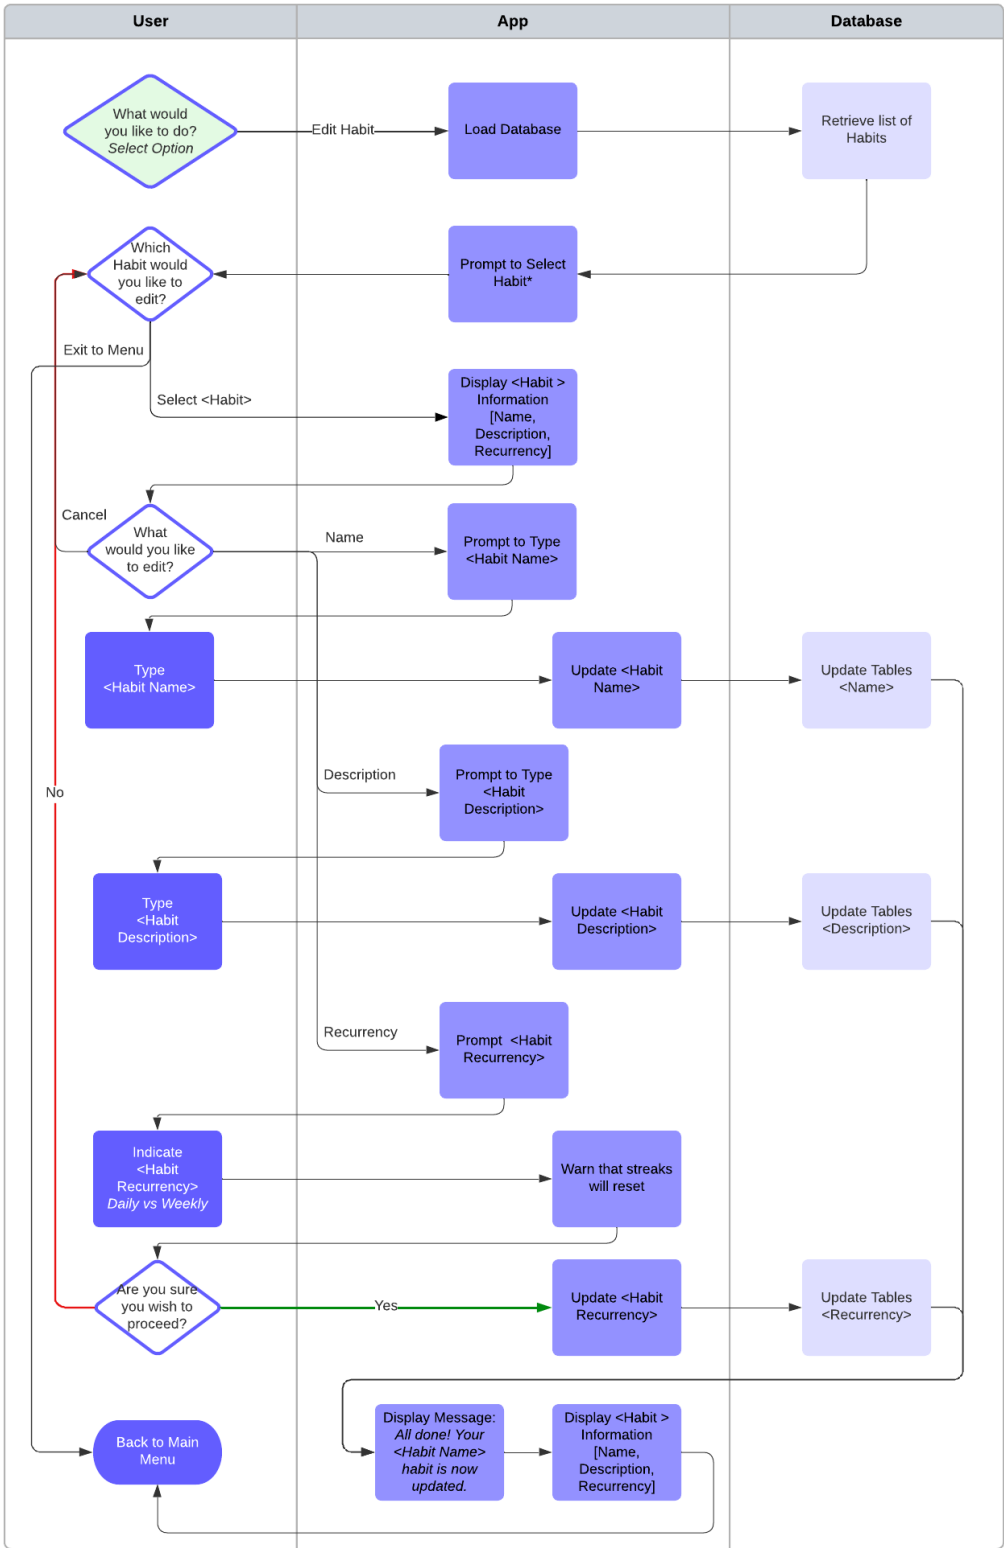 User
App
Database
What would
you like to do?
Select Option
Edit Habit
Load Database
Retrieve list of
Habits
Which
Habit would
you like to
edit?
Prompt to Select
Habit*
Exit to Menu
Select <Habit>
Display <Habit >
Information
[Name,
Description,
Recurrency]
Cancel
What
would you like
to edit?
Name
Prompt to Type
<Habit Name>
Type
<Habit Name>
Update <Habit
Name>
Update Tables
<Name>
Description
Prompt to Type
<Habit
Description>
No
Type
<Habit
Description>
Update <Habit
Description>
Update Tables
<Description>
Recurrency
Prompt  <Habit
Recurrency>
Indicate
<Habit
Recurrency>
Daily vs Weekly
Warn that streaks
will reset
Are you sure
you wish to
proceed?
Yes
Update <Habit
Recurrency>
Update Tables
<Recurrency>
Back to Main
Menu
Display Message:
All done! Your
<Habit Name>
habit is now
updated.
Display <Habit >
Information
[Name,
Description,
Recurrency]